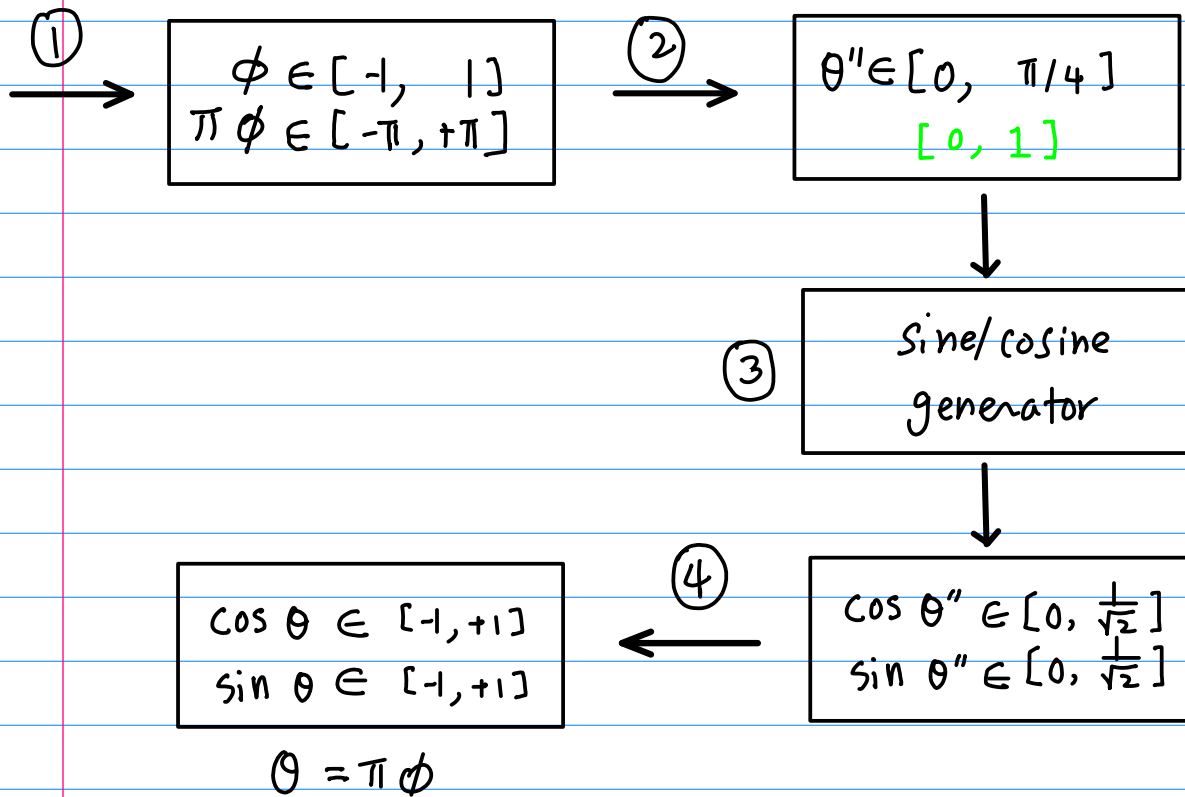 ①
ϕ ∈ [-1, 1]
πϕ ∈ [-π, +π]
②
θ'' ∈ [0, π/4]
[0, 1]
③
sine/cosine
generator
cos θ'' ∈ [0, 1/√2]
sin θ'' ∈ [0, 1/√2]
④
cos θ ∈ [-1, +1]
sin θ ∈ [-1, +1]
θ = πϕ